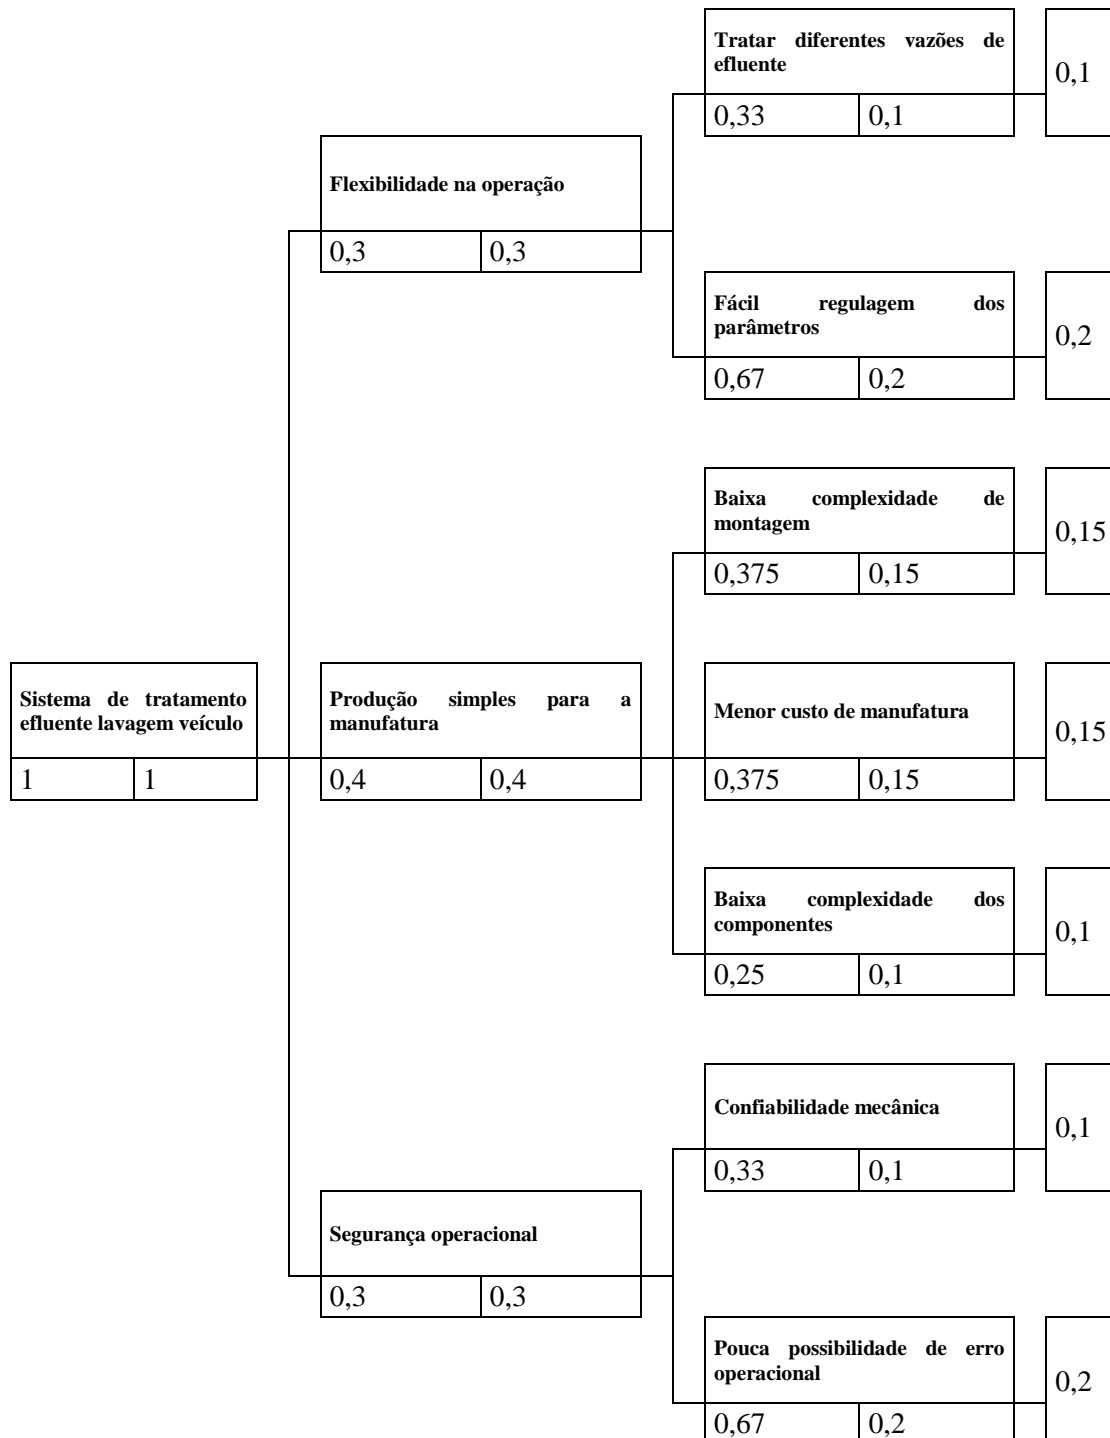 Tratar diferentes vazões de
efluente
0,33 0,1
0,1
Flexibilidade na operação
0,3 0,3
Fácil regulagem dos
parâmetros
0,67 0,2
0,2
Baixa complexidade de
montagem
0,375 0,15
0,15
Sistema de tratamento
efluente lavagem veículo
1 1
Produção simples para a
manufatura
0,4 0,4
Menor custo de manufatura
0,375 0,15
0,15
Baixa complexidade dos
componentes
0,25 0,1
0,1
Confiabilidade mecânica
0,33 0,1
0,1
Segurança operacional
0,3 0,3
Pouca possibilidade de erro
operacional
0,67 0,2
0,2